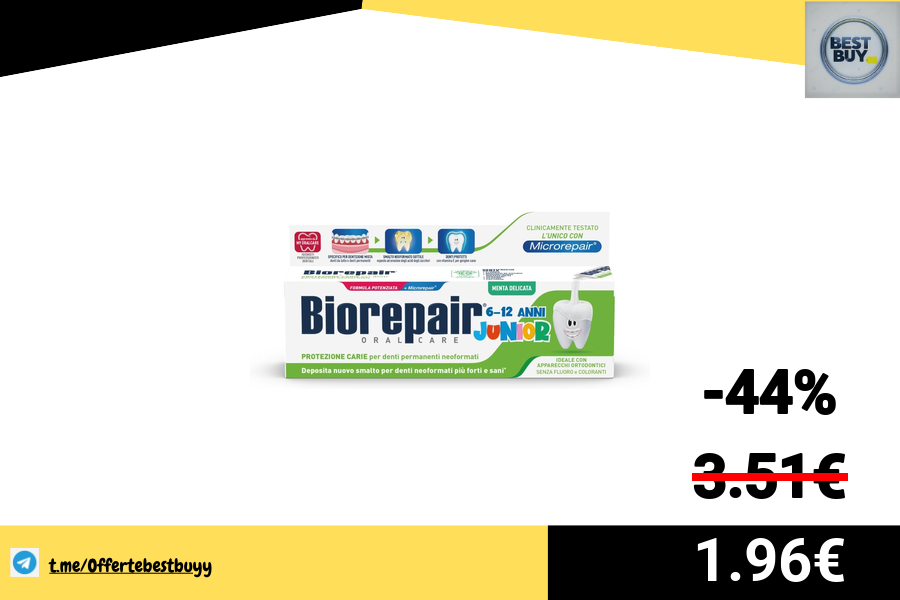 BEST
BUY
CLINICAMENTE TESTATO
L'UNICO CON
Microrepair®
Biorepair
FORMULA POTENZIATA
MENTA DELICATA
Biorepair®
6-12 ANNI
JUNIOR
ORAL CARE
PROTEZIONE CARIE per denti permanenti neoformati
Deposita nuovo smalto per denti neoformati più forti e sani*
IDEALE CON
APPARECCHI ORTODONTICI
SENZA FLUORO e COLORANTI
-44%
3.51€
t.me/Offertebestbuyy
1.96€